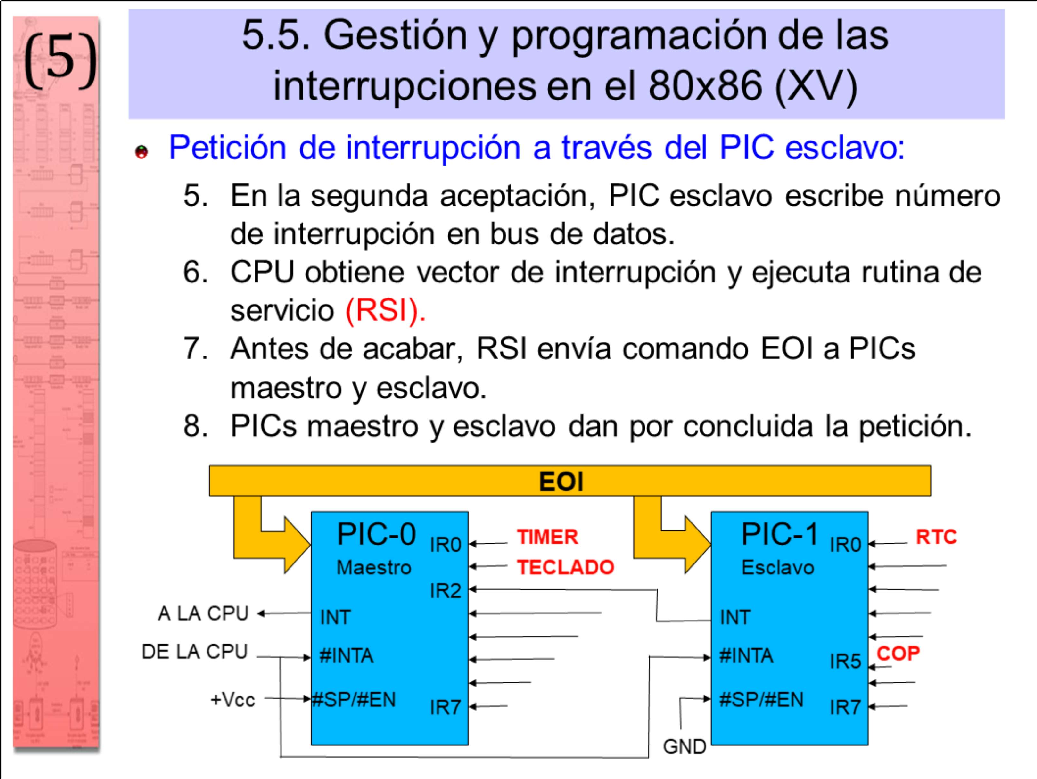 (5)
5.5. Gestión y programación de las
interrupciones en el 80x86 (XV)
Petición de interrupción a través del PIC esclavo:
5. En la segunda aceptación, PIC esclavo escribe número
de interrupción en bus de datos.
6. CPU obtiene vector de interrupción y ejecuta rutina de
servicio (RSI).
7. Antes de acabar, RSI envía comando EOI a PICs
maestro y esclavo.
8. PICs maestro y esclavo dan por concluida la petición.
EOI
PIC-0
Maestro
IR0
TIMER
TECLADO
IR2
A LA CPU
INT
DE LA CPU
#INTA
+Vcc
#SP/#EN
IR7
PIC-1
Esclavo
IR0
RTC
INT
#INTA
IR5
COP
#SP/#EN
IR7
GND